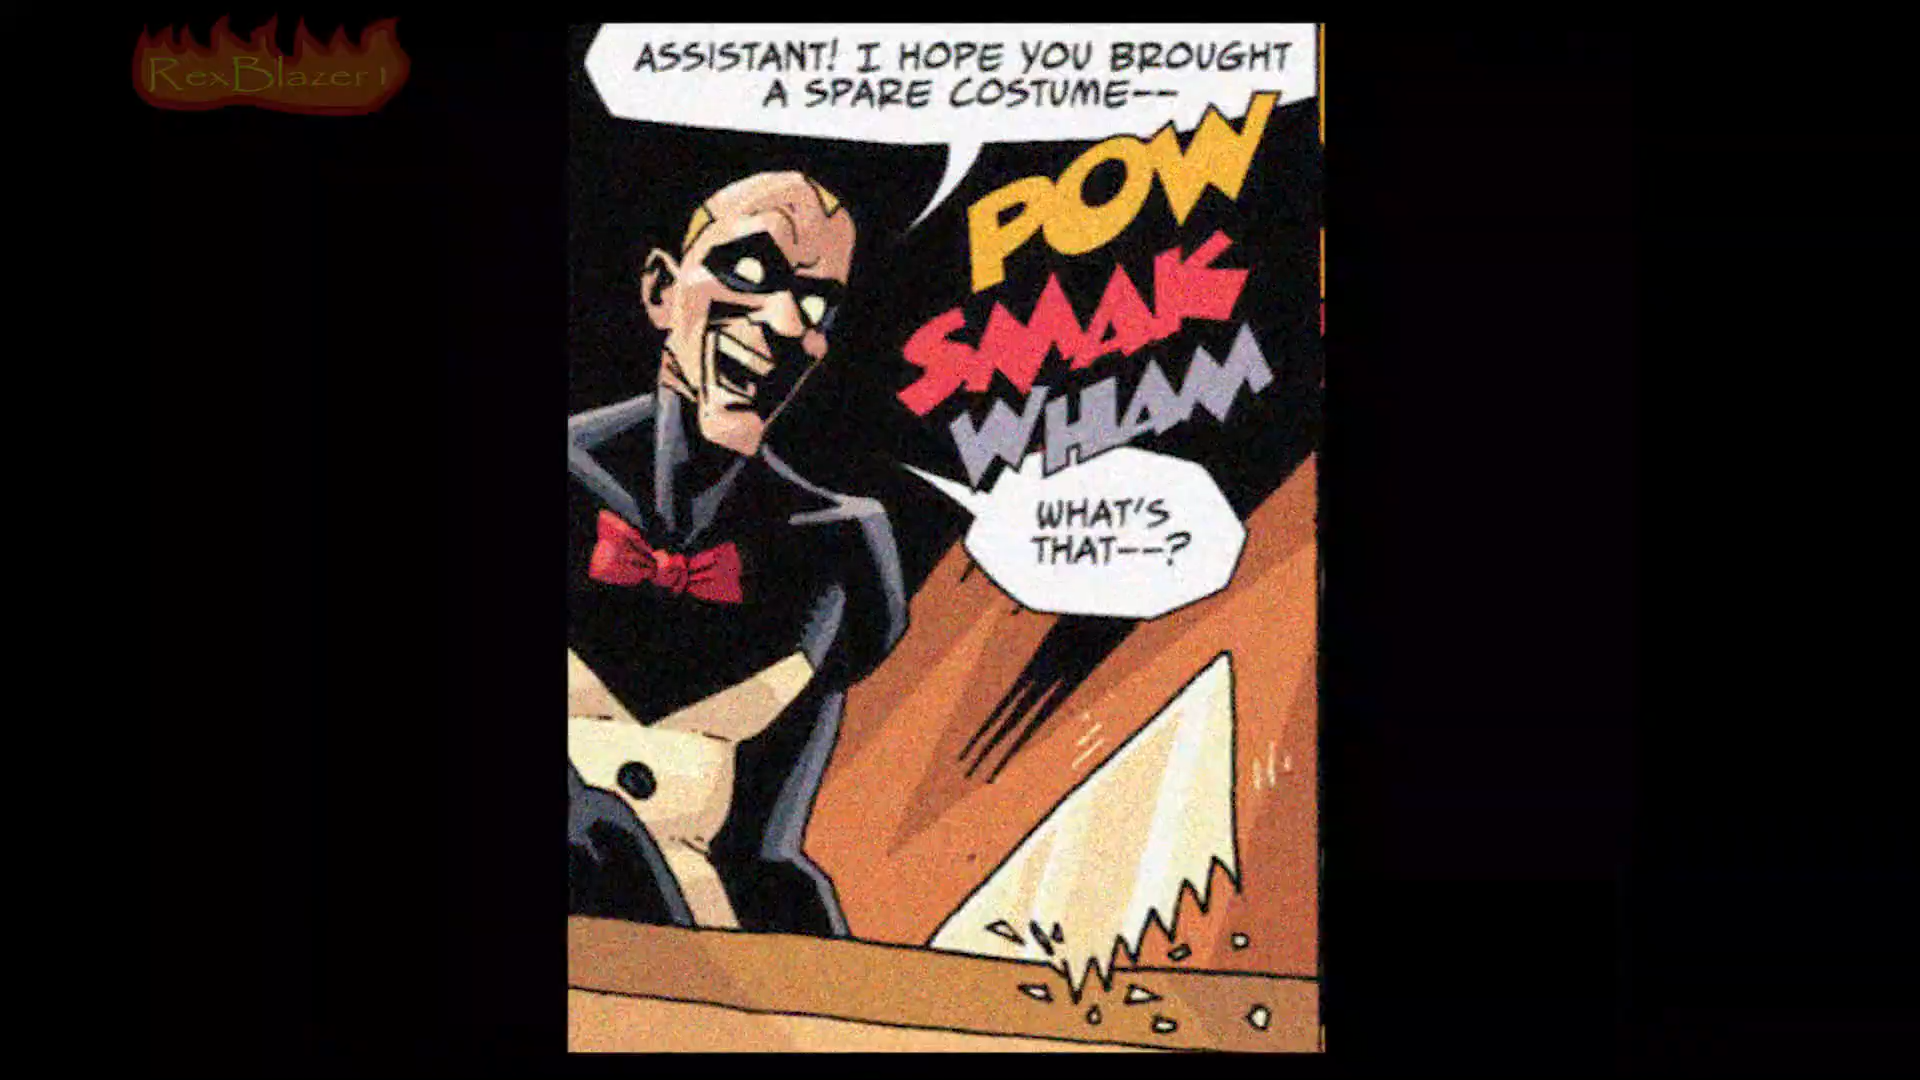 RexBlazer1
ASSISTANT! I HOPE YOU BROUGHT
A SPARE COSTUME--
POW
SMAK
WHAM
WHAT'S
THAT--?